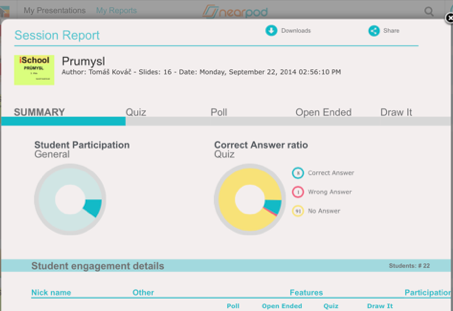 My Presentations My Reports nearpod
Session Report Downloads Share
iSchool
PRŮMYSL
Prumysl
Author: Tomáš Kováč - Slides: 16 - Date: Monday, September 22, 2014 02:56:10 PM
SUMMARY Quiz Poll Open Ended Draw It
Student Participation
General
Correct Answer ratio
Quiz
Correct Answer
Wrong Answer
No Answer
Student engagement details Students: # 22
Nick name Other Features Participation
Poll Open Ended Quiz Draw It